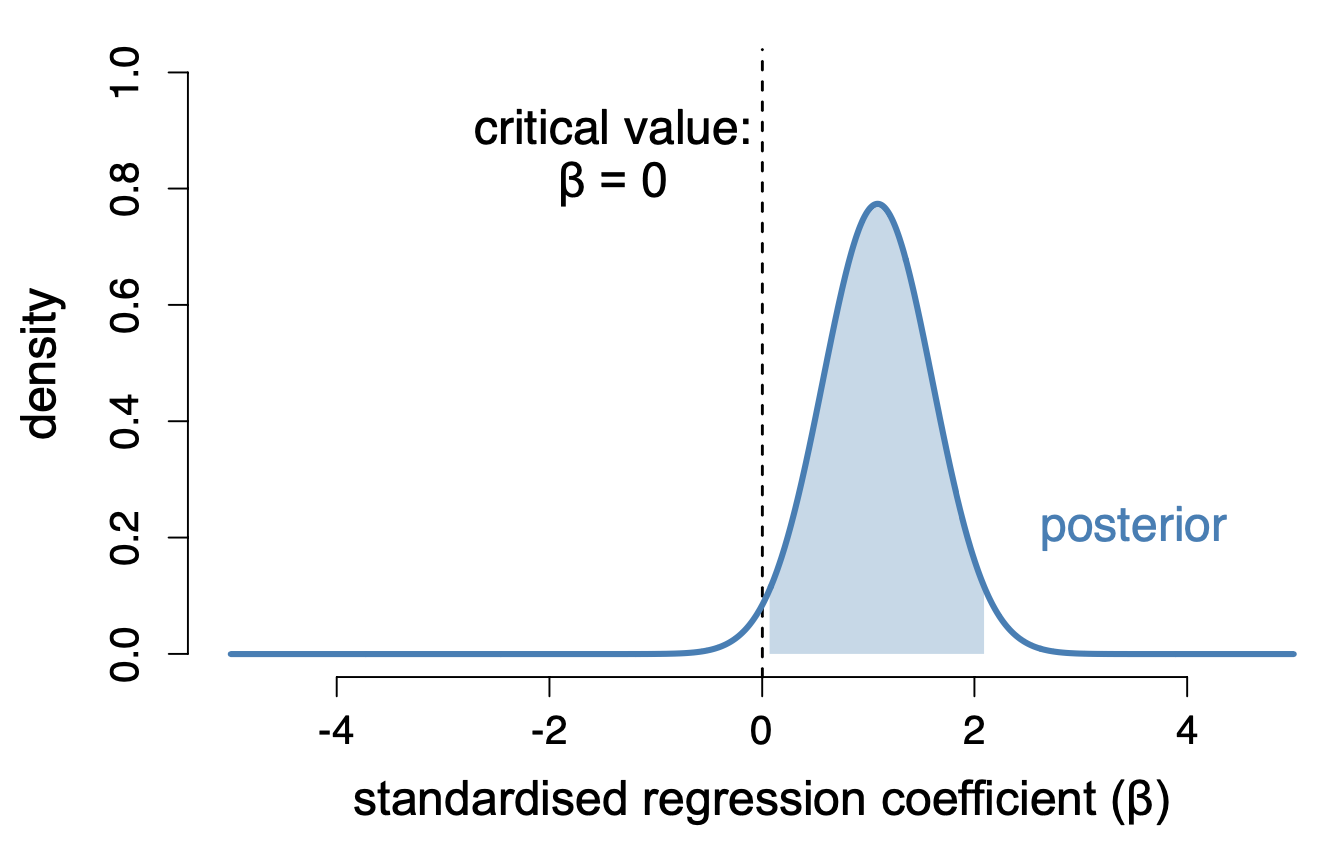 critical value:
β = 0
density
1.0
0.8
0.6
0.4
0.2
0.0
posterior
-4 -2 0 2 4
standardised regression coefficient (β)